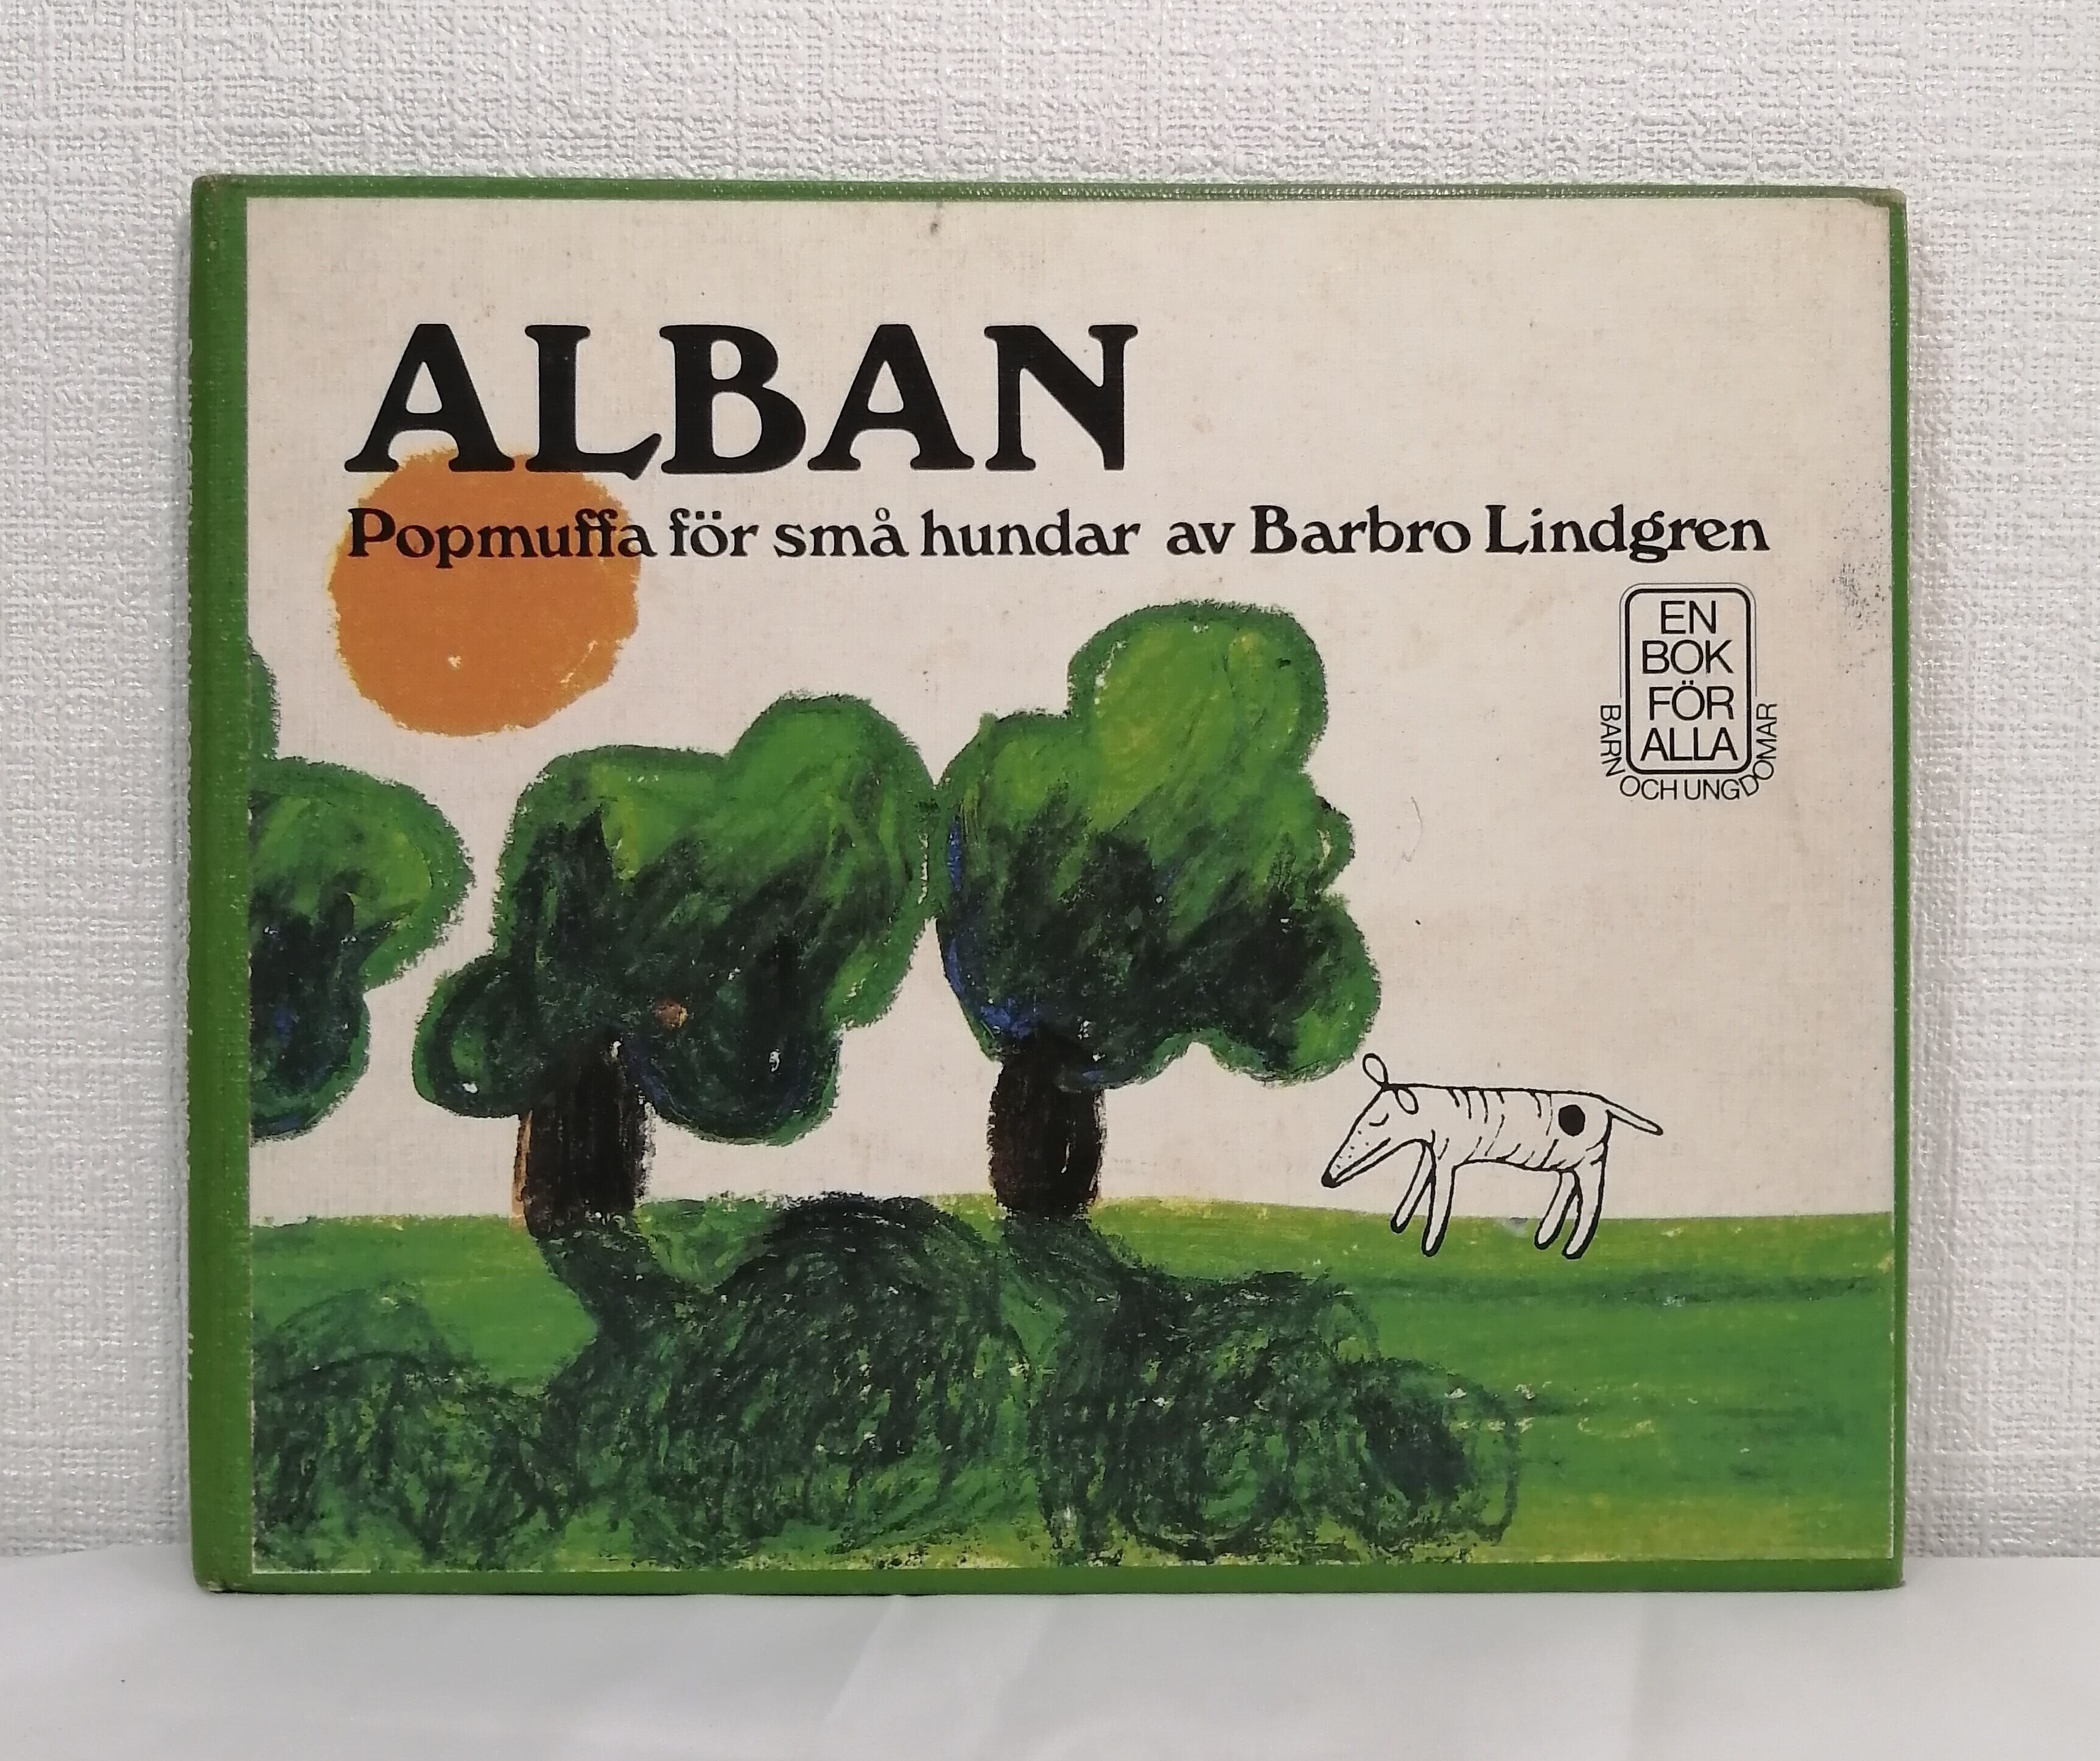 ALBAN
Popmuffa för små hundar av Barbro Lindgren
EN
BOK
FÖR
ALLA
BARN OCH UNGDOMAR